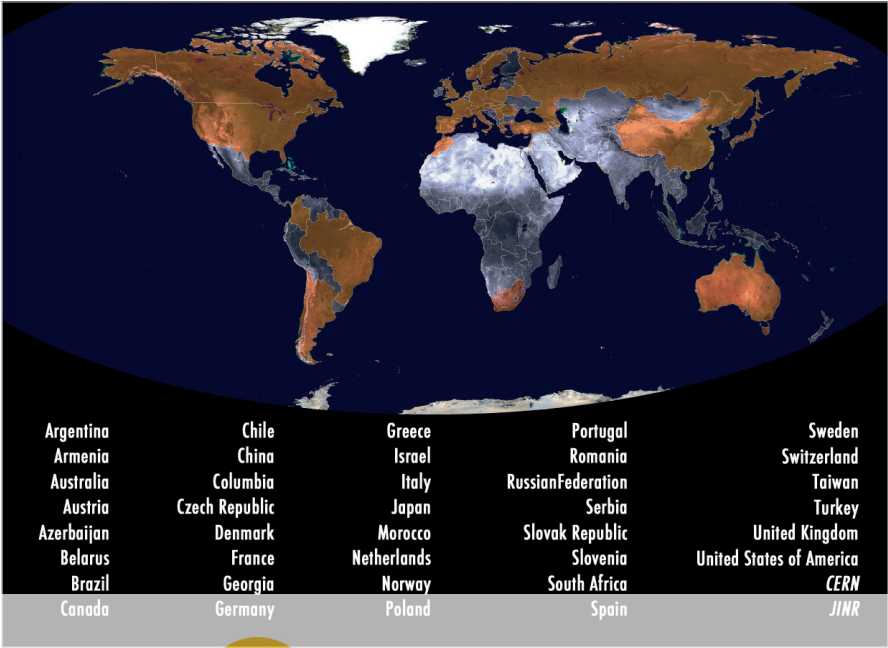 Argentina
Armenia
Australia
Austria
Azerbaijan
Belarus
Brazil
Canada
Chile
China
Columbia
Czech Republic
Denmark
France
Georgia
Germany
Greece
Israel
Italy
Japan
Morocco
Netherlands
Norway
Poland
Portugal
Romania
RussianFederation
Serbia
Slovak Republic
Slovenia
South Africa
Spain
Sweden
Switzerland
Taiwan
Turkey
United Kingdom
United States of America
CERN
JINR